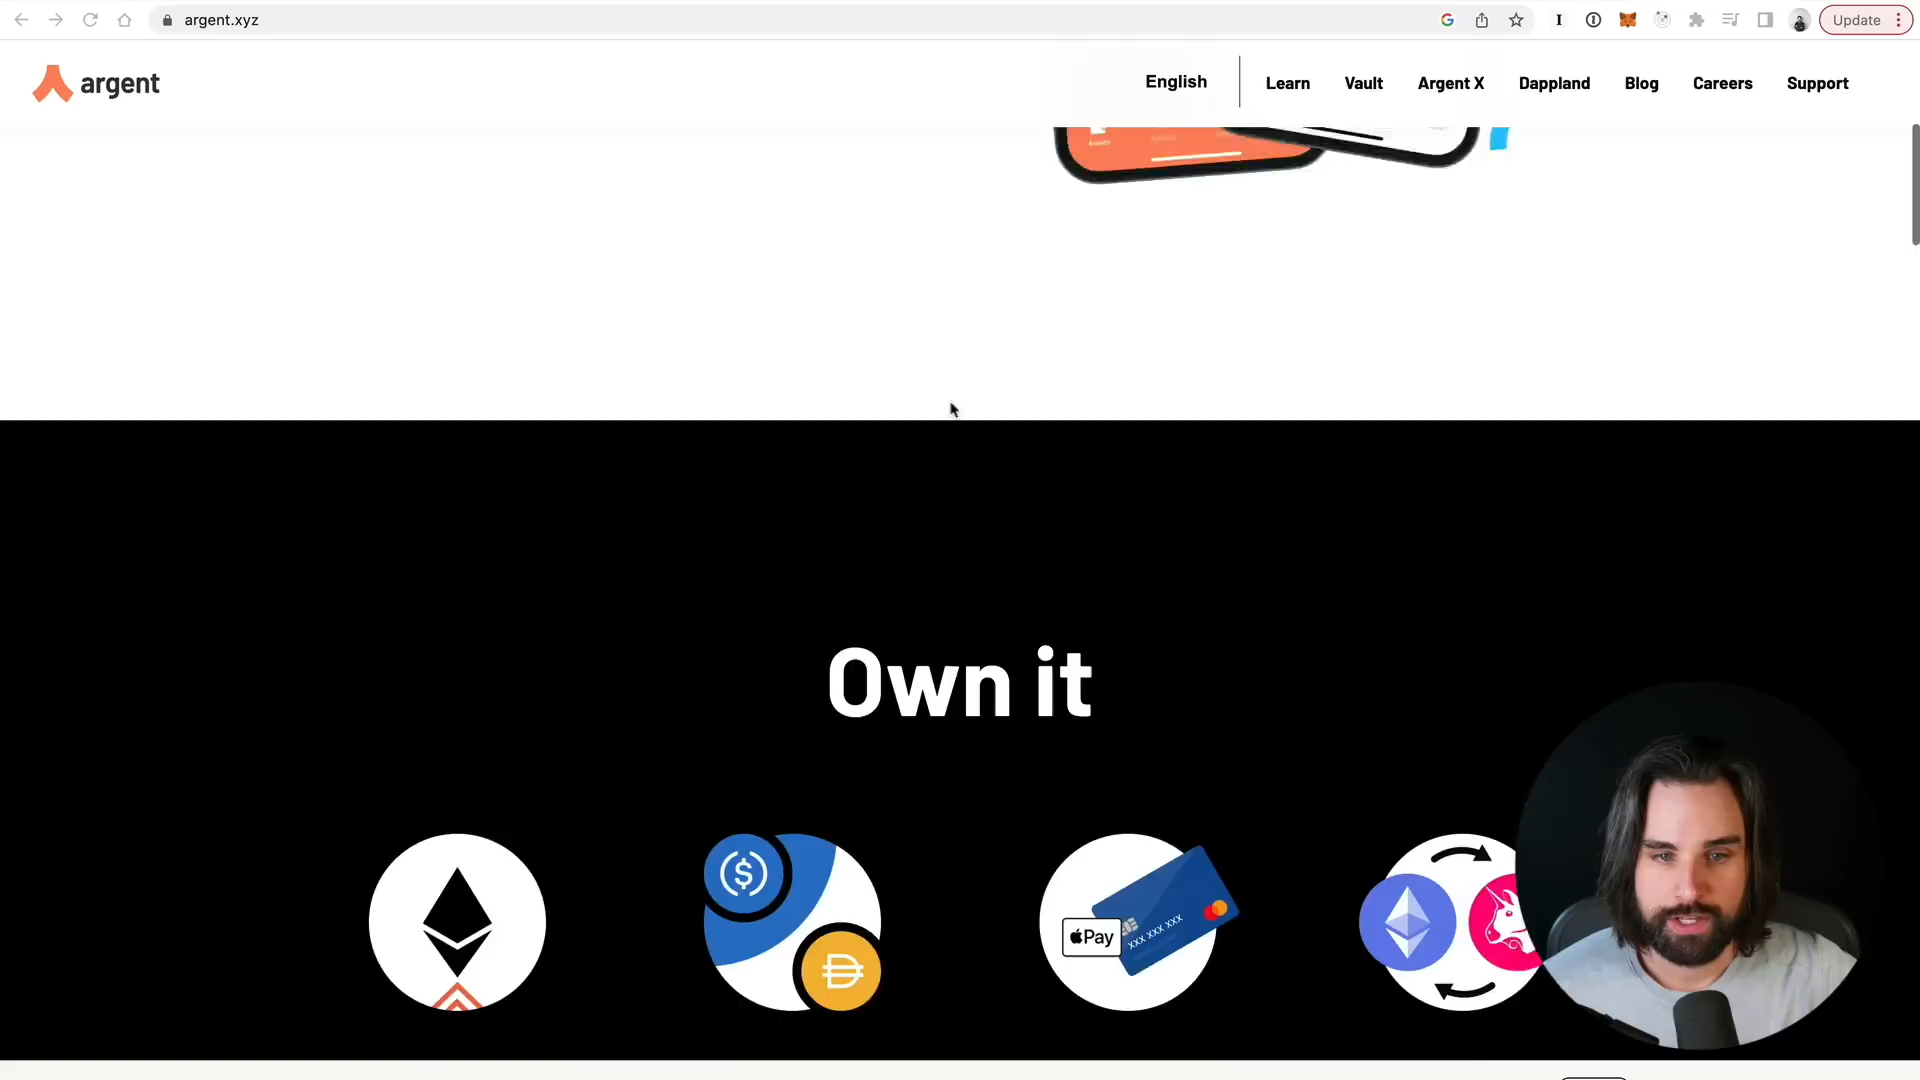 argent.xyz
Update
argent
English
Learn
Vault
Argent X
Dappland
Blog
Careers
Support
Own it
Pay
XXX XXX XXX